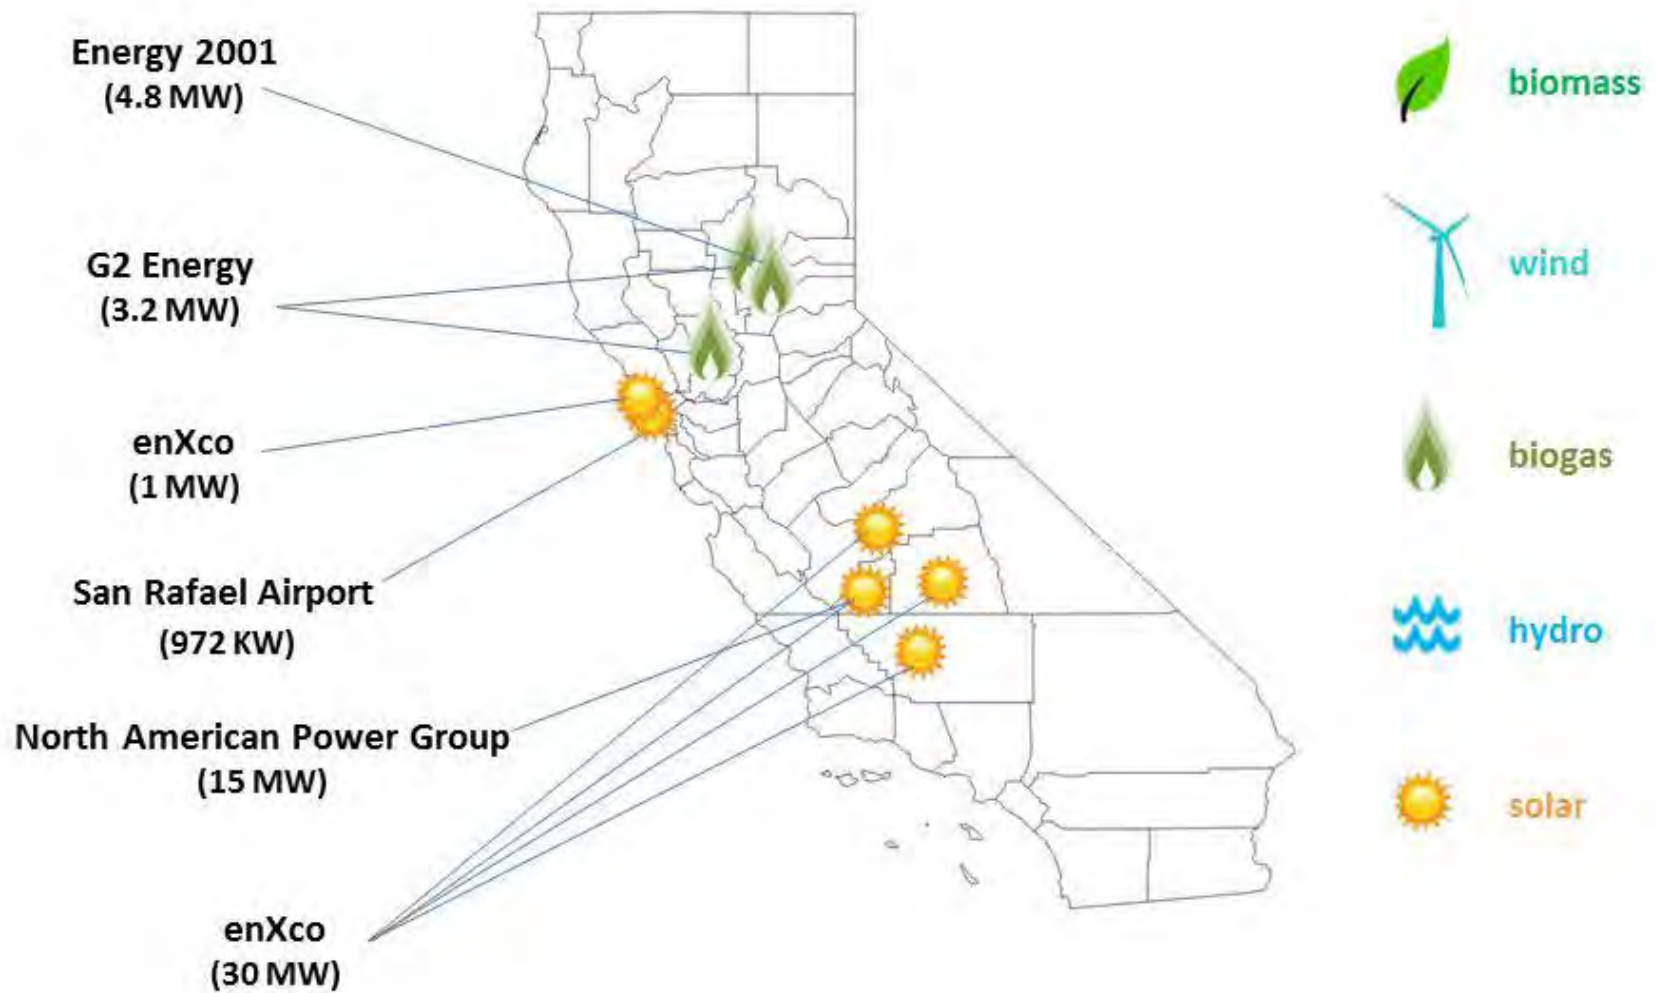 Energy 2001
(4.8 MW)
G2 Energy
(3.2 MW)
enXco
(1 MW)
San Rafael Airport
(972 KW)
North American Power Group
(15 MW)
enXco
(30 MW)
biomass
wind
biogas
hydro
solar